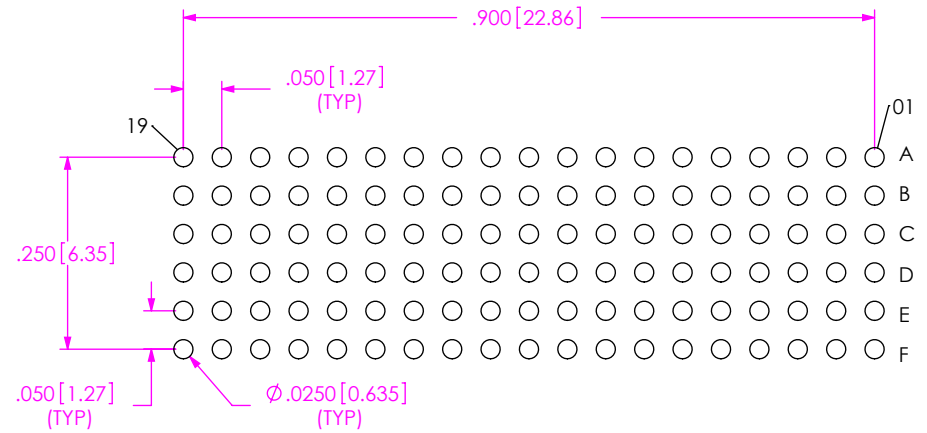 .900[22.86]
.050[1.27]
(TYP)
19
01
A
B
C
.250[6.35]
D
E
F
.050[1.27]
(TYP)
Ø.0250[0.635]
(TYP)